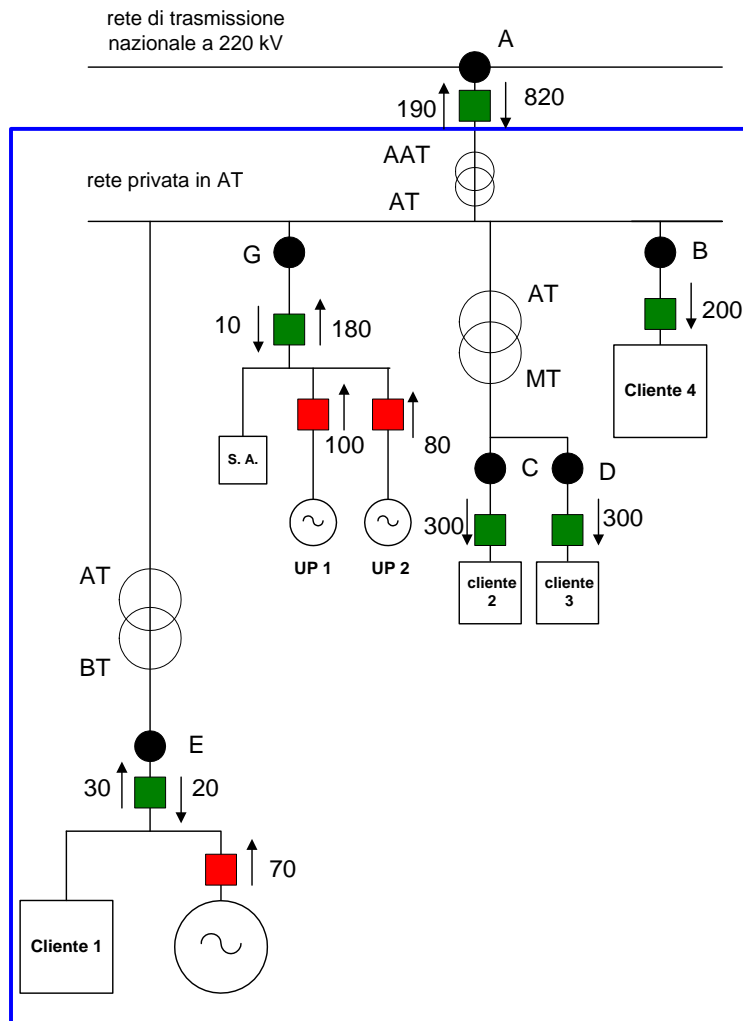 rete di trasmissione
nazionale a 220 kV
A
190
820
AAT
rete privata in AT
AT
G
B
10
180
AT
200
MT
Cliente 4
S. A.
100
80
C
D
300
300
UP 1
UP 2
cliente
2
cliente
3
AT
BT
E
30
20
70
Cliente 1